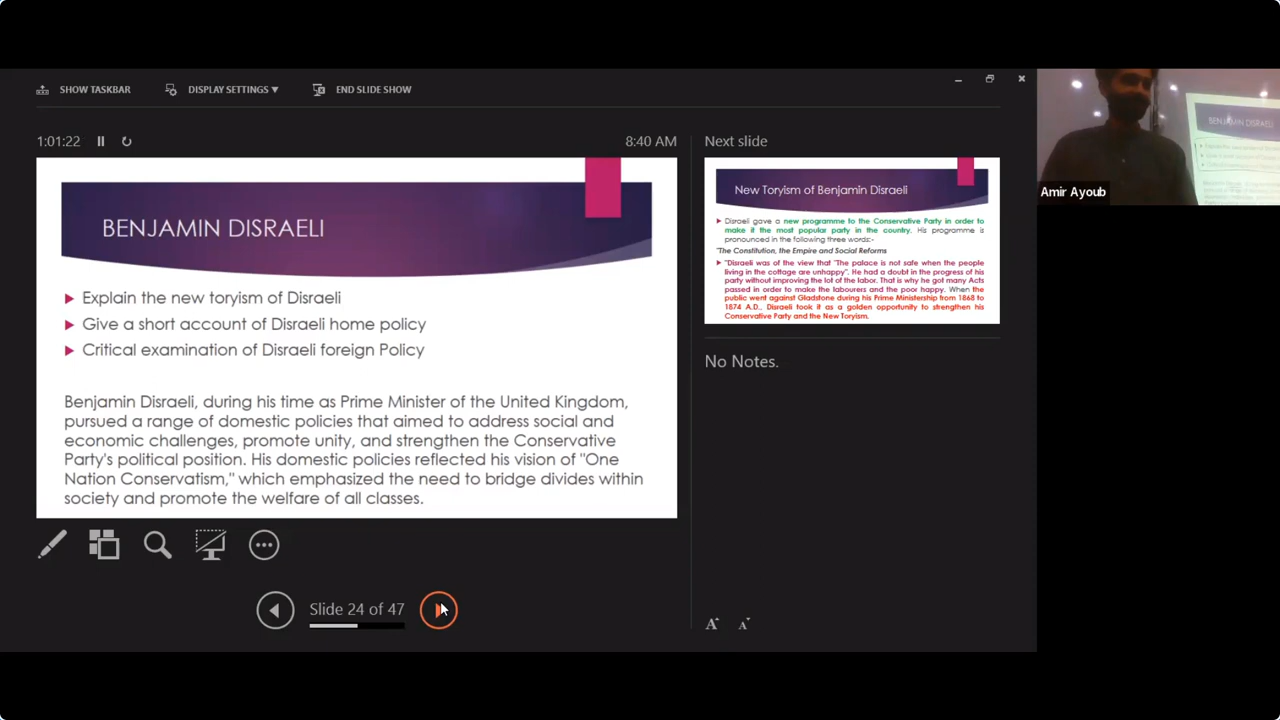 SHOW TASKBAR
DISPLAY SETTINGS ▼
END SLIDE SHOW
1:01:22
8:40 AM
BENJAMIN DISRAELI
Explain the new toryism of Disraeli
Give a short account of Disraeli home policy
Critical examination of Disraeli foreign Policy
Benjamin Disraeli, during his time as Prime Minister of the United Kingdom,
pursued a range of domestic policies that aimed to address social and
economic challenges, promote unity, and strengthen the Conservative
Party's political position. His domestic policies reflected his vision of "One
Nation Conservatism," which emphasized the need to bridge divides within
society and promote the welfare of all classes.
Slide 24 of 47
Next slide
New Toryism of Benjamin Disraeli
Disraeli gave a new programme to the Conservative Party in order to
make it the most popular party in the country. His programme is
pronounced in the following three words:-
"The Constitution, the Empire and Social Reforms
"Disraeli was of the view that "The palace is not safe when the people
living in the cottage are unhappy". He had a doubt in the progress of his
party without improving the lot of the labor. That is why he got many Acts
passed in order to make the labourers and the poor happy. When the
public went against Gladstone during his Prime Ministership from 1868 to
1874 A.D., Disraeli took it as a golden opportunity to strengthen his
Conservative Party and the New Toryism.
No Notes.
A A
Amir Ayoub
BENJAMIN DISRAELI